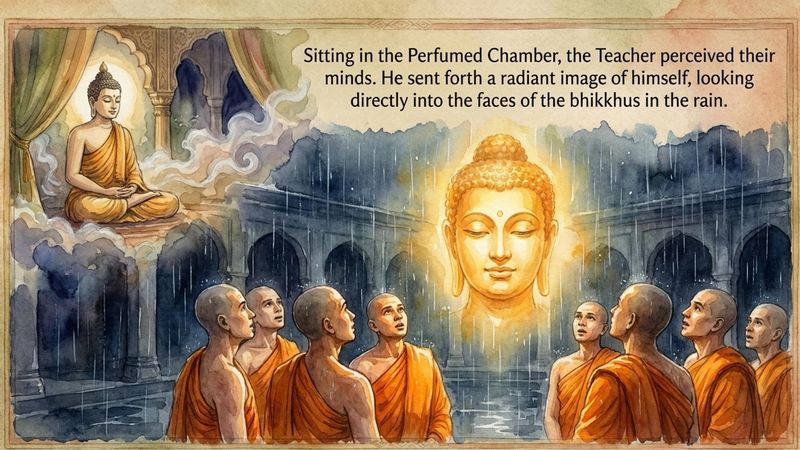 Sitting in the Perfumed Chamber, the Teacher perceived their
minds. He sent forth a radiant image of himself, looking
directly into the faces of the bhikkhus in the rain.